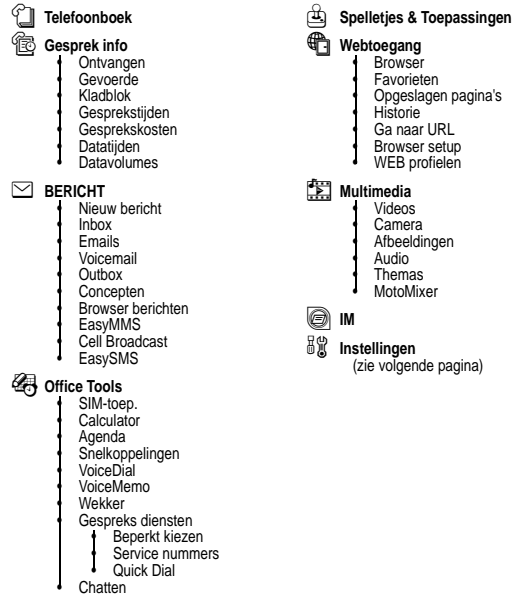 Telefoonboek
Gesprek info
Ontvangen
Gevoerde
Kladblok
Gesprekstijden
Gesprekskosten
Datatijden
Datavolumes
BERICHT
Nieuw bericht
Inbox
Emails
Voicemail
Outbox
Concepten
Browser berichten
EasyMMS
Cell Broadcast
EasySMS
Office Tools
SIM-toep.
Calculator
Agenda
Snelkoppelingen
VoiceDial
VoiceMemo
Wekker
Gespreks diensten
Beperkt kiezen
Service nummers
Quick Dial
Chatten
Spelletjes & Toepassingen
Webtoegang
Browser
Favorieten
Opgeslagen pagina's
Historie
Ga naar URL
Browser setup
WEB profielen
Multimedia
Videos
Camera
Afbeeldingen
Audio
Themas
MotoMixer
IM
Instellingen
(zie volgende pagina)